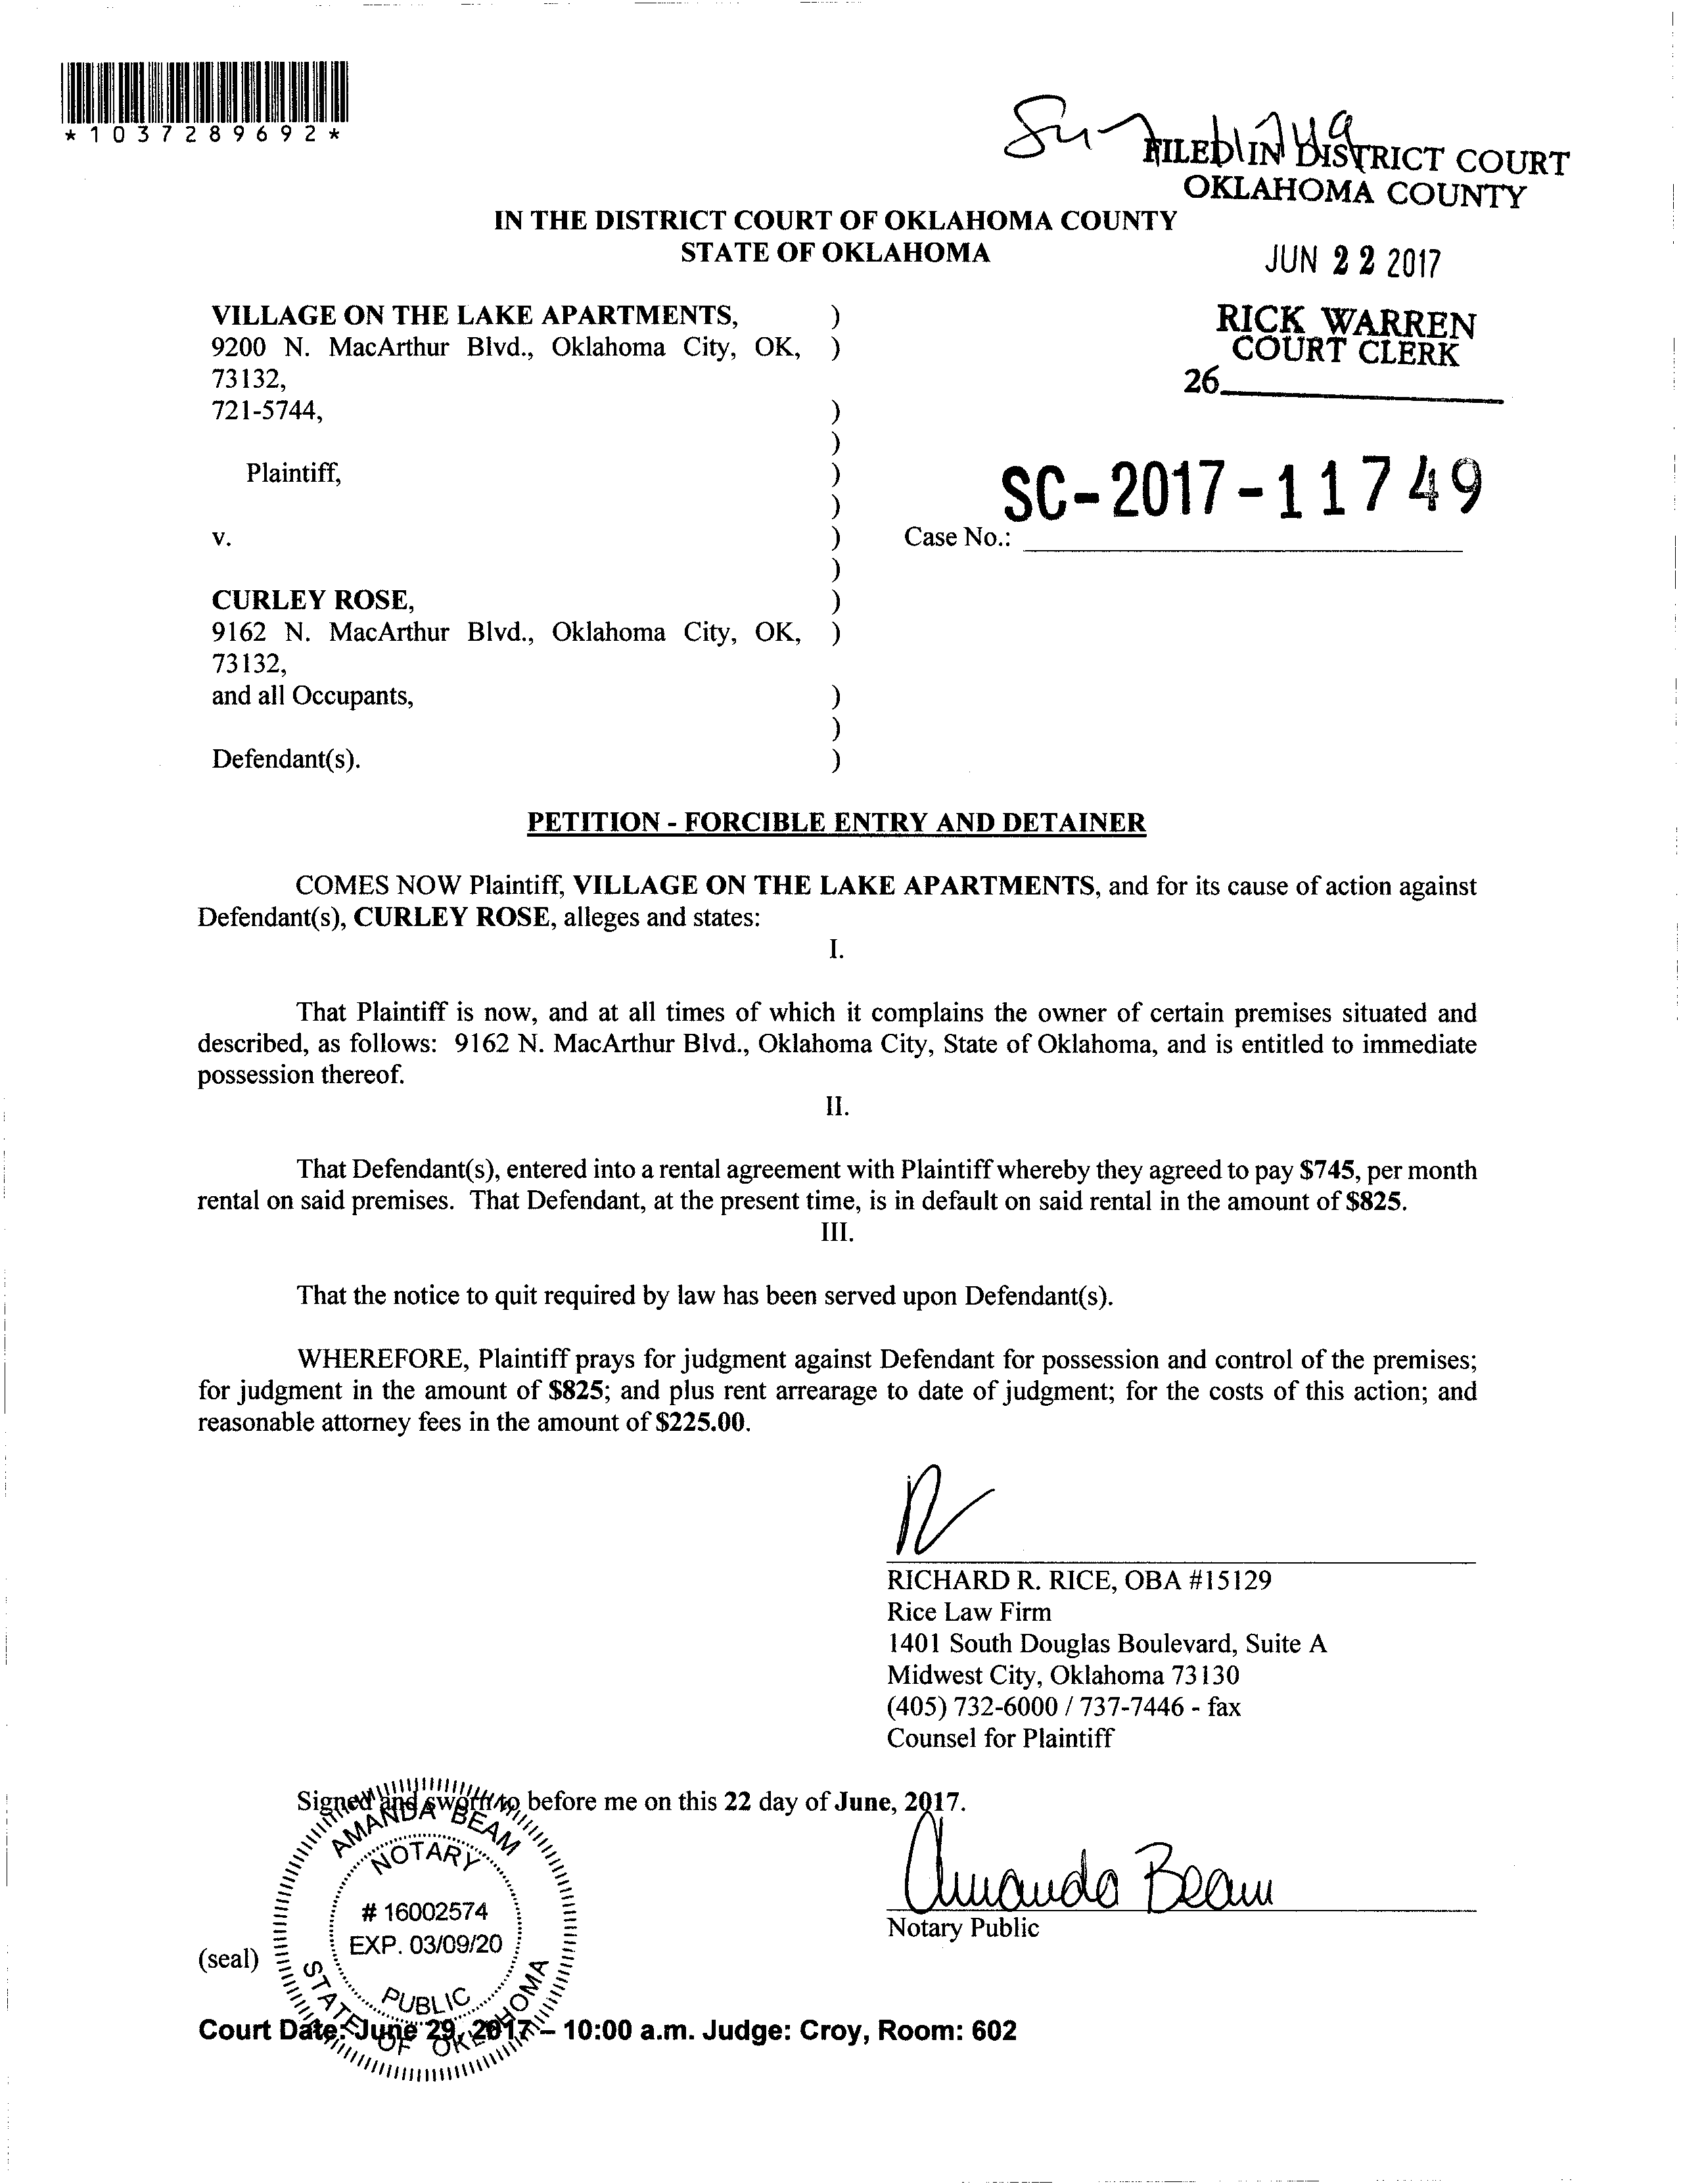 *1037289692*
FILED IN DISTRICT COURT
OKLAHOMA COUNTY
IN THE DISTRICT COURT OF OKLAHOMA COUNTY
STATE OF OKLAHOMA
JUN 22 2017
VILLAGE ON THE LAKE APARTMENTS, )
9200 N. MacArthur Blvd., Oklahoma City, OK, )
73132,
721-5744, )
)
RICK WARREN
COURT CLERK
26
Plaintiff, )
)
v. )
)
SC-2017-11749
Case No.:
CURLEY ROSE, )
9162 N. MacArthur Blvd., Oklahoma City, OK, )
73132,
and all Occupants, )
)
Defendant(s). )
PETITION - FORCIBLE ENTRY AND DETAINER
COMES NOW Plaintiff, VILLAGE ON THE LAKE APARTMENTS, and for its cause of action against
Defendant(s), CURLEY ROSE, alleges and states:
I.
That Plaintiff is now, and at all times of which it complains the owner of certain premises situated and
described, as follows: 9162 N. MacArthur Blvd., Oklahoma City, State of Oklahoma, and is entitled to immediate
possession thereof.
II.
That Defendant(s), entered into a rental agreement with Plaintiff whereby they agreed to pay $745, per month
rental on said premises. That Defendant, at the present time, is in default on said rental in the amount of $825.
III.
That the notice to quit required by law has been served upon Defendant(s).
WHEREFORE, Plaintiff prays for judgment against Defendant for possession and control of the premises;
for judgment in the amount of $825; and plus rent arrearage to date of judgment; for the costs of this action; and
reasonable attorney fees in the amount of $225.00.
RICHARD R. RICE, OBA #15129
Rice Law Firm
1401 South Douglas Boulevard, Suite A
Midwest City, Oklahoma 73130
(405) 732-6000 / 737-7446 - fax
Counsel for Plaintiff
Signed and sworn to before me on this 22 day of June, 2017.
Amanda Beam
Notary Public
AMANDA BEAM
NOTARY
# 16002574
EXP. 03/09/20
PUBLIC
STATE OF OKLAHOMA
(seal)
Court Date: June 29, 2017 – 10:00 a.m. Judge: Croy, Room: 602